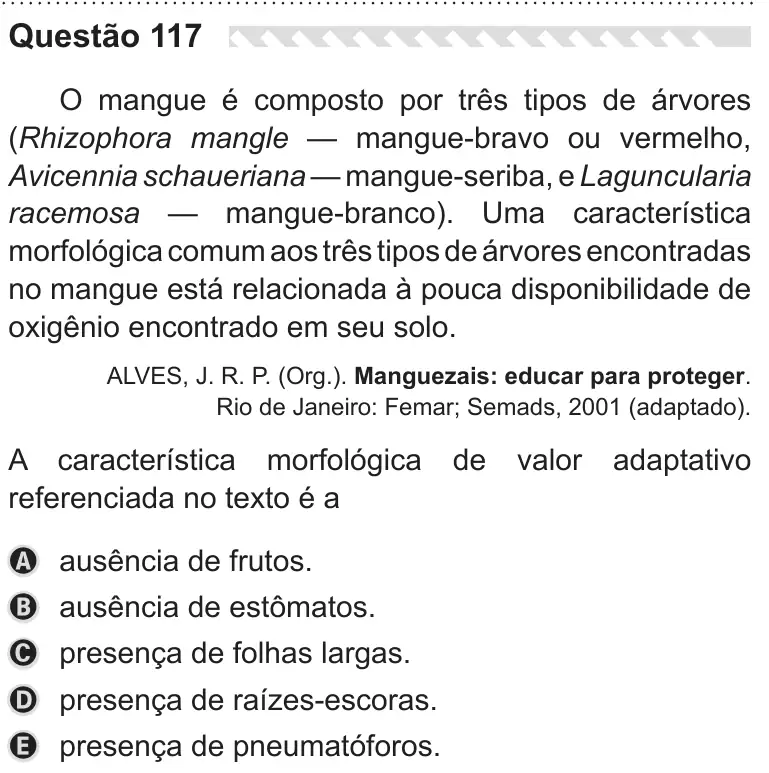 Questão 117
O mangue é composto por três tipos de árvores
(Rhizophora mangle — mangue-bravo ou vermelho,
Avicennia schaueriana — mangue-seriba, e Laguncularia
racemosa — mangue-branco). Uma característica
morfológica comum aos três tipos de árvores encontradas
no mangue está relacionada à pouca disponibilidade de
oxigênio encontrado em seu solo.
ALVES, J. R. P. (Org.). Manguezais: educar para proteger.
Rio de Janeiro: Femar; Semads, 2001 (adaptado).
A característica morfológica de valor adaptativo
referenciada no texto é a
A ausência de frutos.
B ausência de estômatos.
C presença de folhas largas.
D presença de raízes-escoras.
E presença de pneumatóforos.